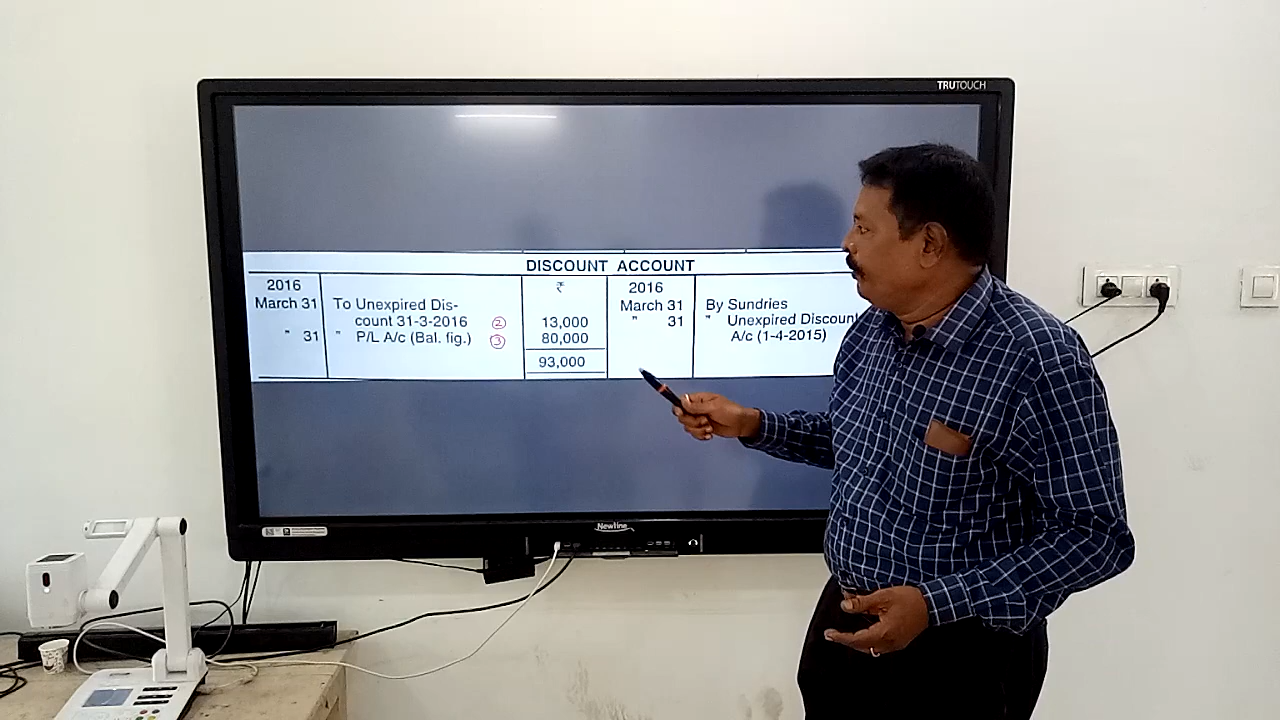 TRUTOUCH
DISCOUNT ACCOUNT
2016 ₹ 2016
March 31 To Unexpired Dis- March 31 By Sundries
count 31-3-2016 ② 13,000 " 31 " Unexpired Discount
" 31 " P/L A/c (Bal. fig.) ③ 80,000 A/c (1-4-2015)
93,000
Newline